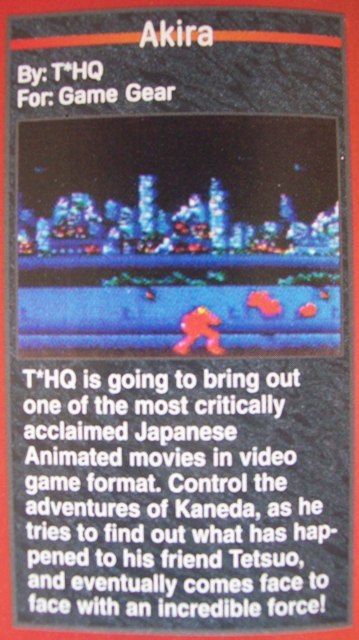 Akira
By: T*HQ
For: Game Gear
T*HQ is going to bring out
one of the most critically
acclaimed Japanese
Animated movies in video
game format. Control the
adventures of Kaneda, as he
tries to find out what has hap-
pened to his friend Tetsuo,
and eventually comes face to
face with an incredible force!